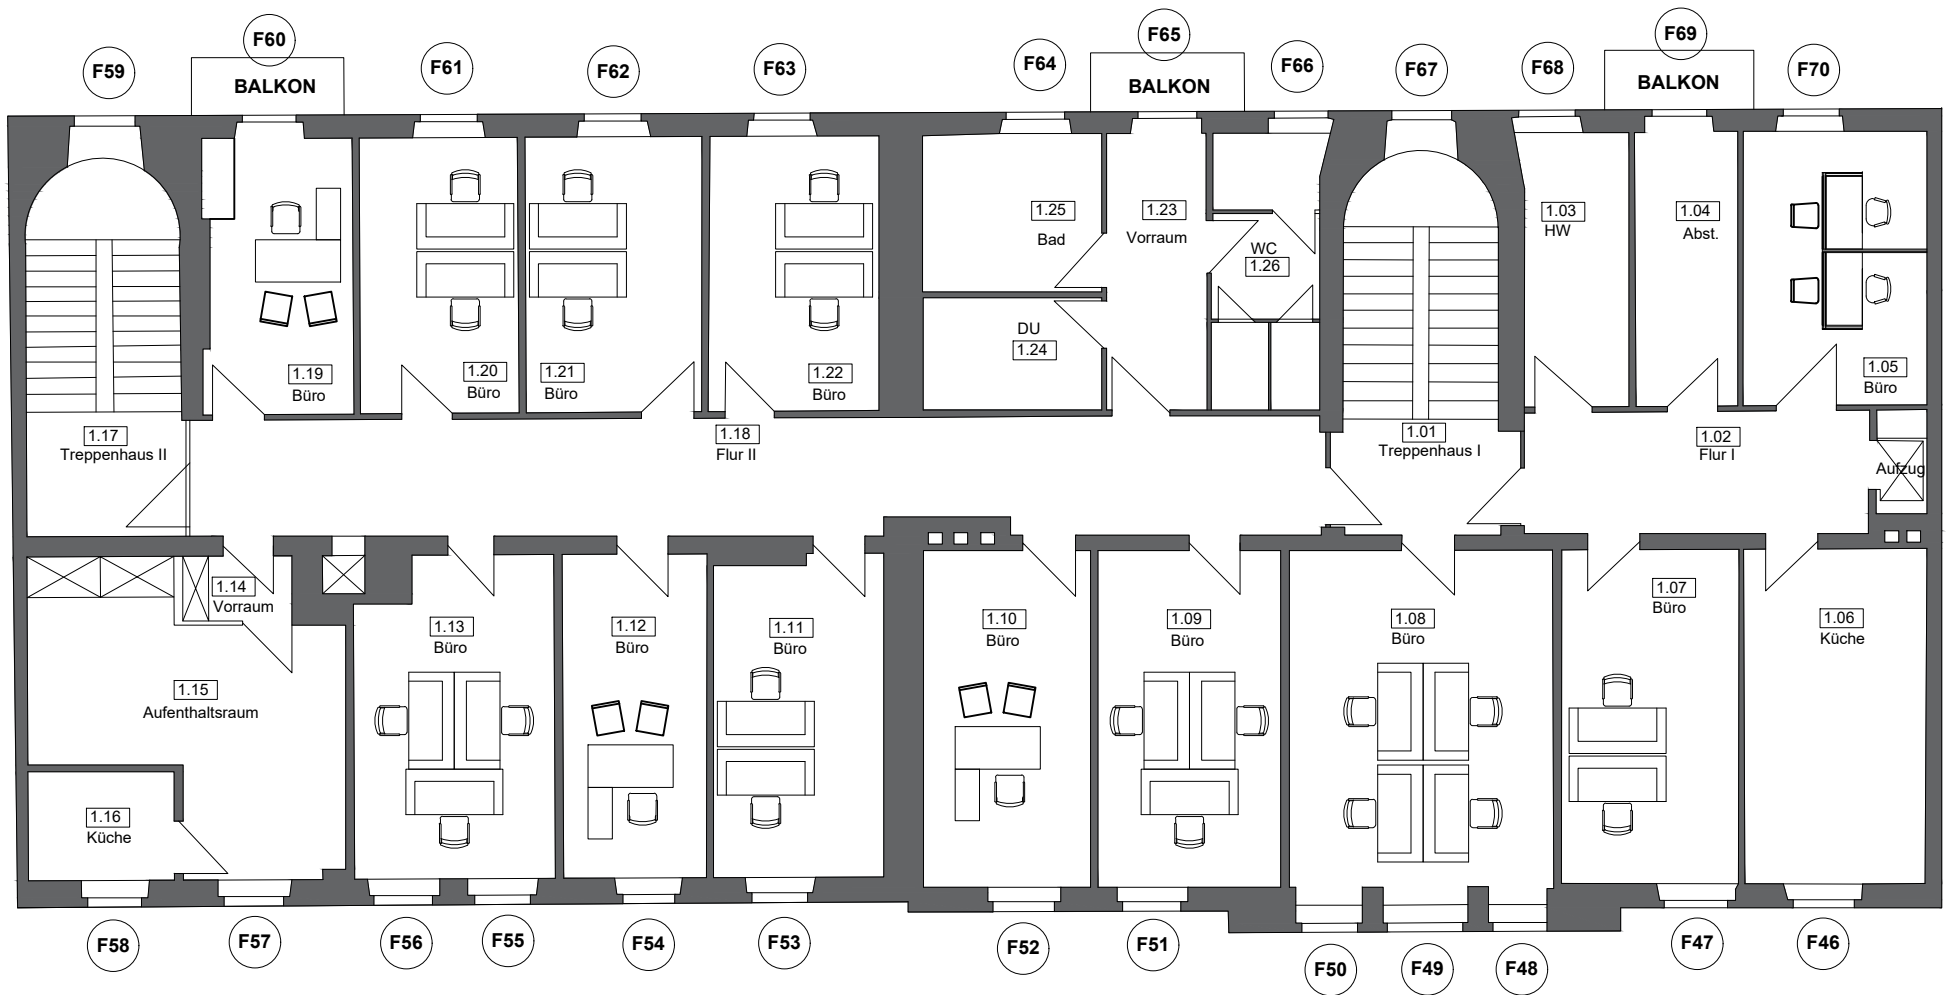 F59
F60
F61
F62
F63
F64
F65
F66
F67
F68
F69
F70
BALKON
BALKON
BALKON
1.25
Bad
1.23
Vorraum
WC
1.26
1.03
HW
1.04
Abst.
DU
1.24
1.19
Büro
1.20
Büro
1.21
Büro
1.22
Büro
1.05
Büro
1.17
Treppenhaus II
1.18
Flur II
1.01
Treppenhaus I
1.02
Flur I
Aufzug
1.14
Vorraum
1.13
Büro
1.12
Büro
1.11
Büro
1.10
Büro
1.09
Büro
1.08
Büro
1.07
Büro
1.06
Küche
1.15
Aufenthaltsraum
1.16
Küche
F58
F57
F56
F55
F54
F53
F52
F51
F50
F49
F48
F47
F46